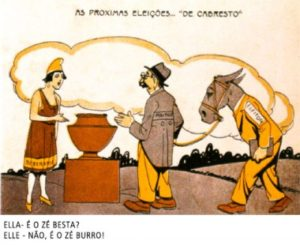 AS PROXIMAS ELEIÇÕES... "DE CABRESTO"
ELLA- É O ZÉ BESTA?
ELLE - NÃO, É O ZÉ BURRO!